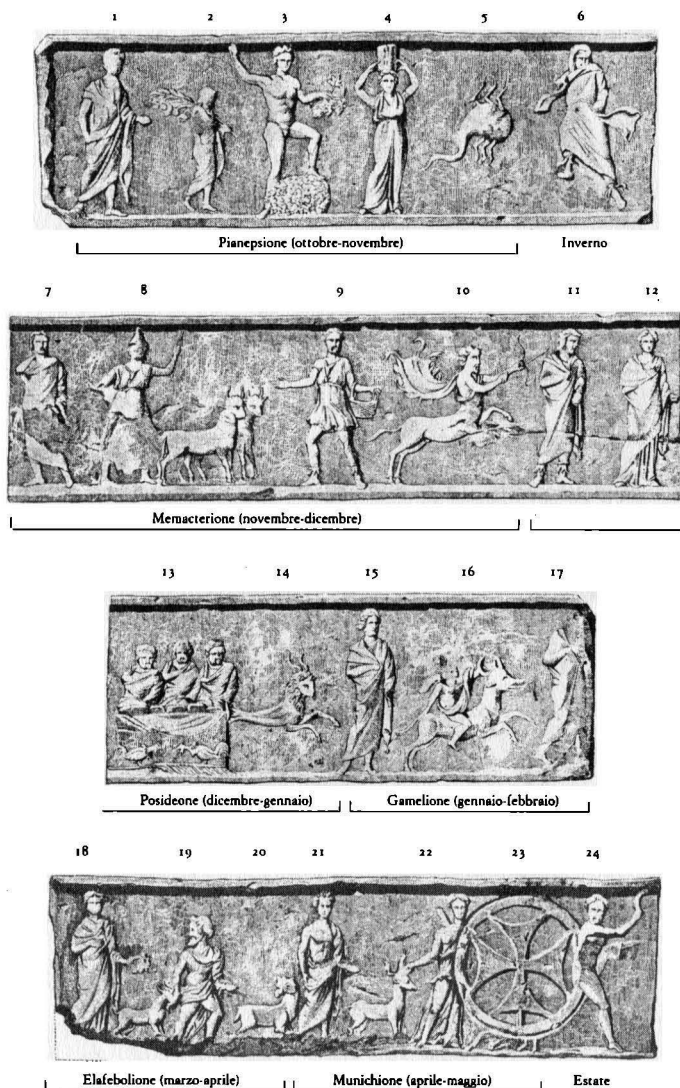 1 2 3 4 5 6
Pianepsione (ottobre-novembre) Inverno
7 8 9 10 11 12
Memacterione (novembre-dicembre)
13 14 15 16 17
Posideone (dicembre-gennaio) Gamelione (gennaio-febbraio)
18 19 20 21 22 23 24
Elafebolione (marzo-aprile) Munichione (aprile-maggio) Estate